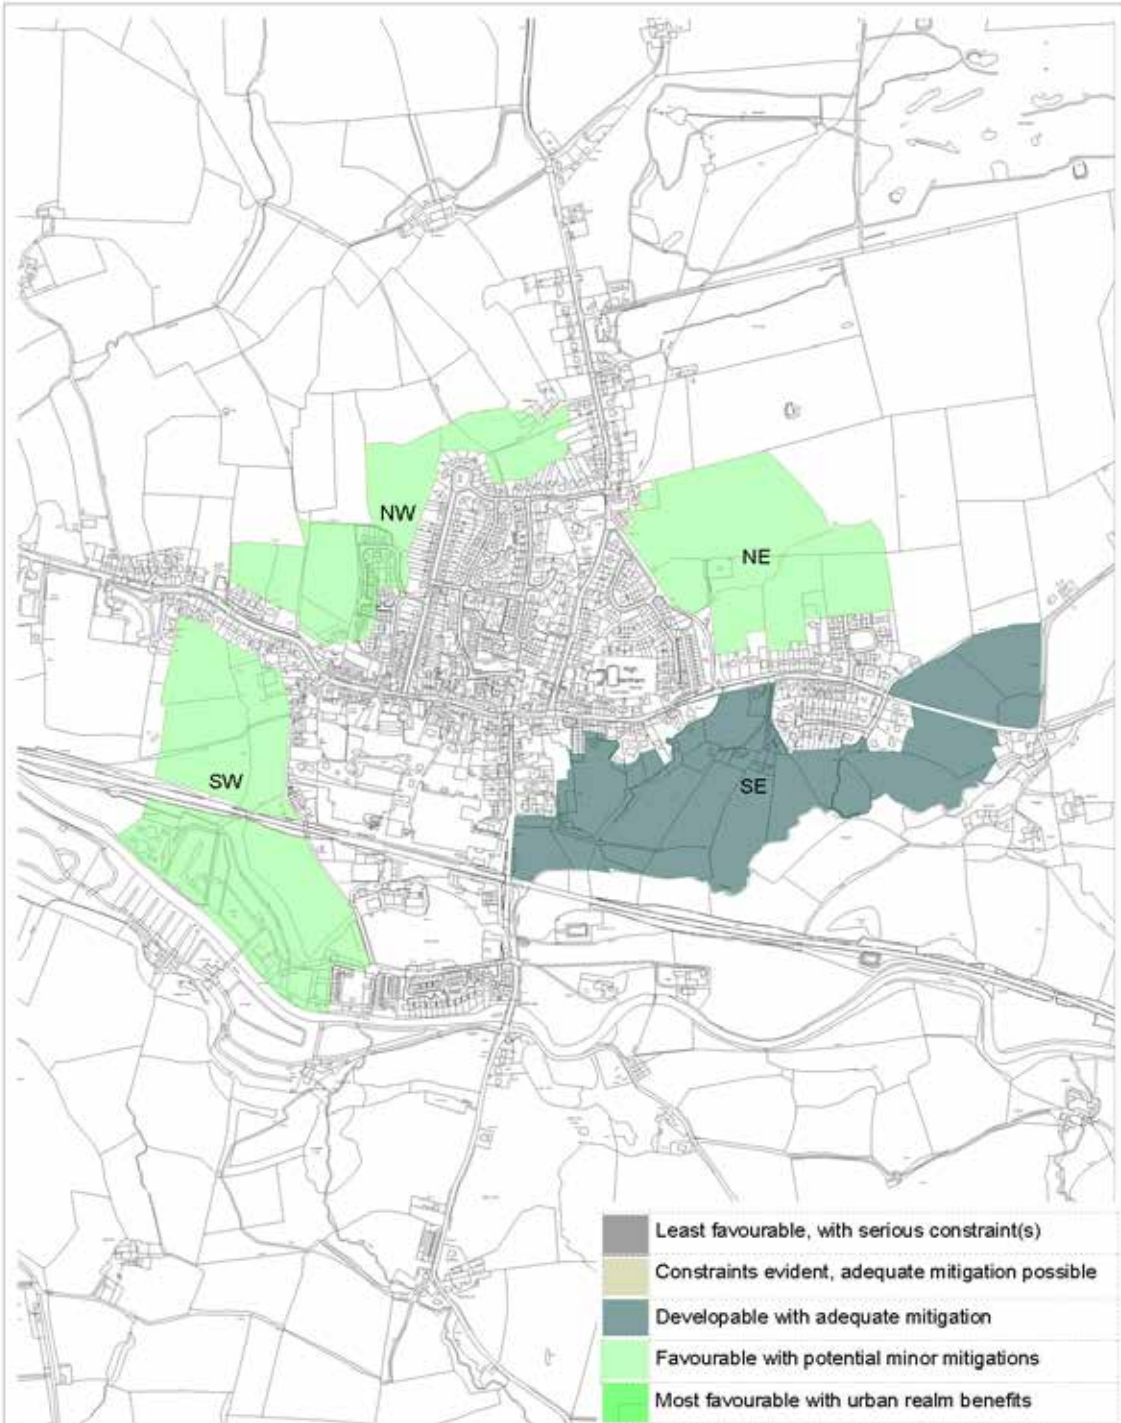 NW
NE
SW
SE
Least favourable, with serious constraint(s)
Constraints evident, adequate mitigation possible
Developable with adequate mitigation
Favourable with potential minor mitigations
Most favourable with urban realm benefits